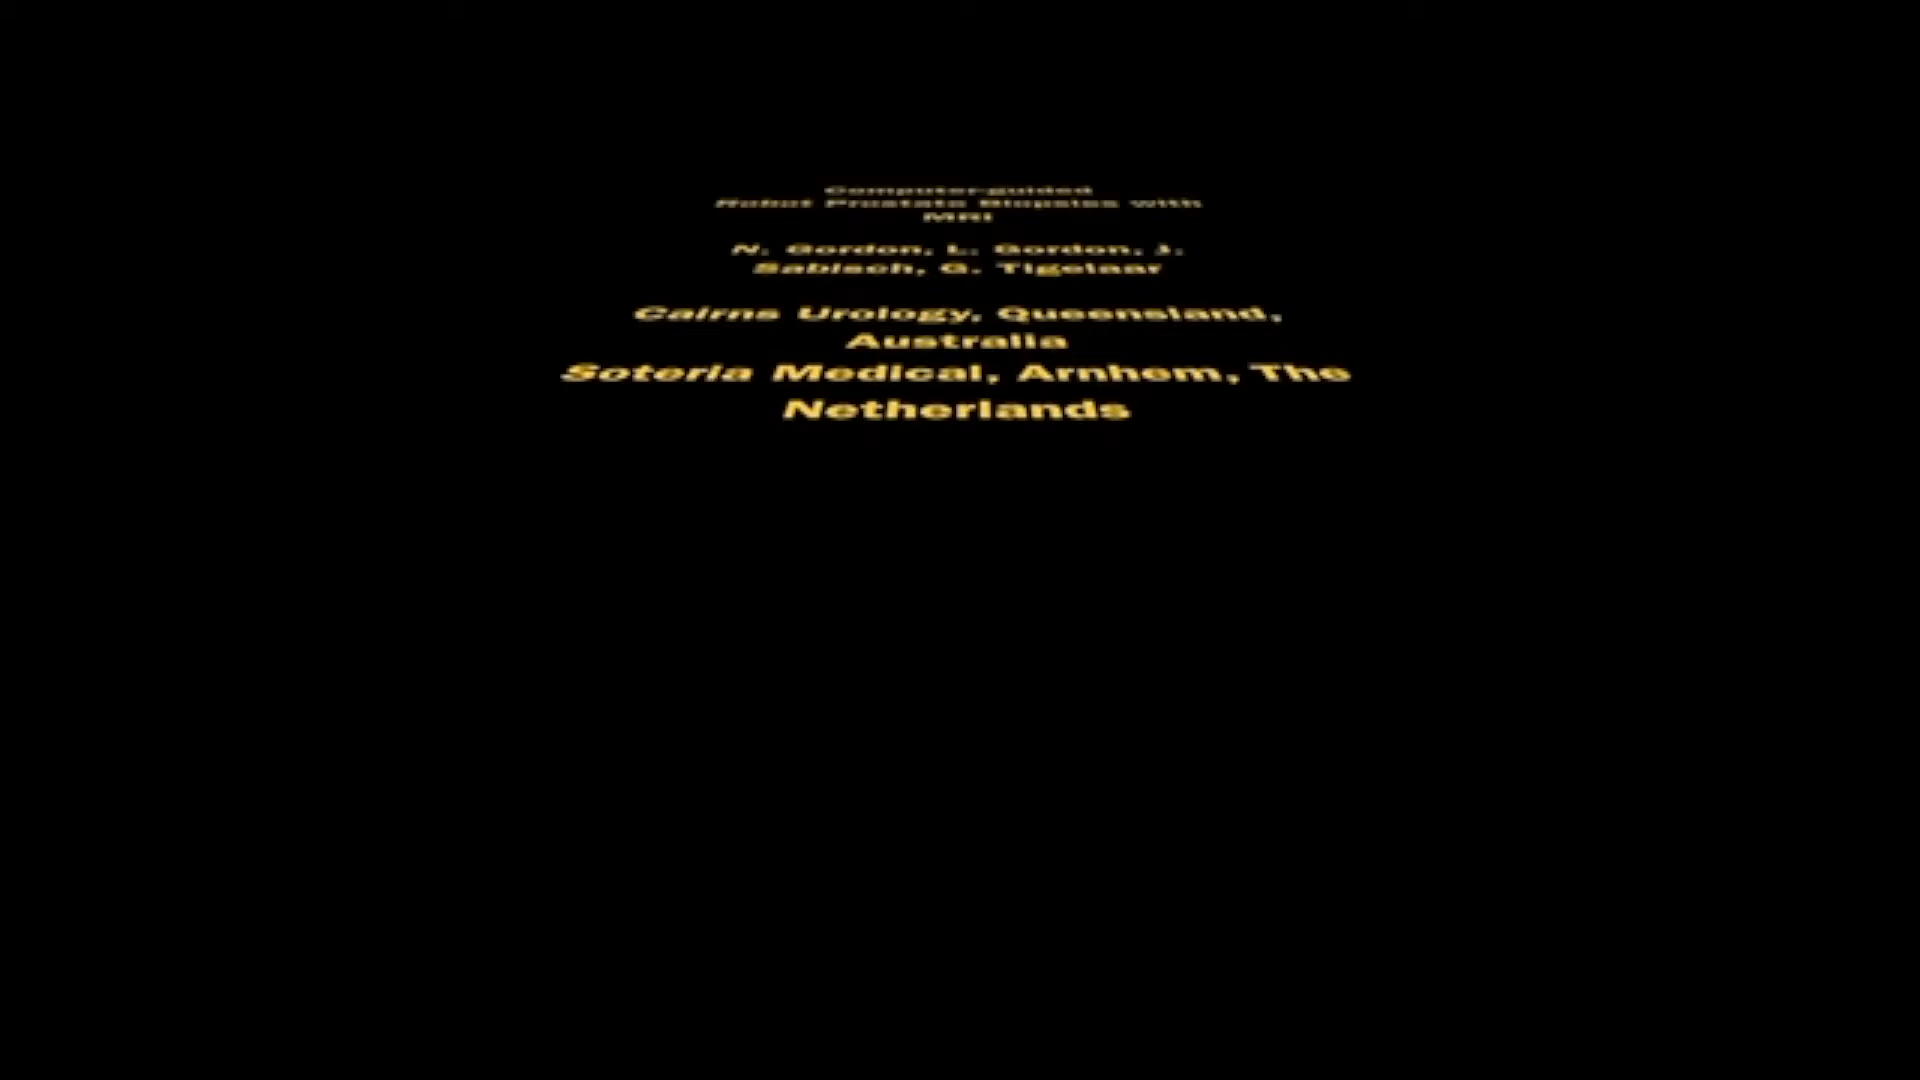 Computer-guided
Robot Prostate Biopsies with
MRI
N. Gordon, L. Gordon, J.
Sabisch, G. Tigelaar
Cairns Urology, Queensland,
Australia
Soteria Medical, Arnhem, The
Netherlands